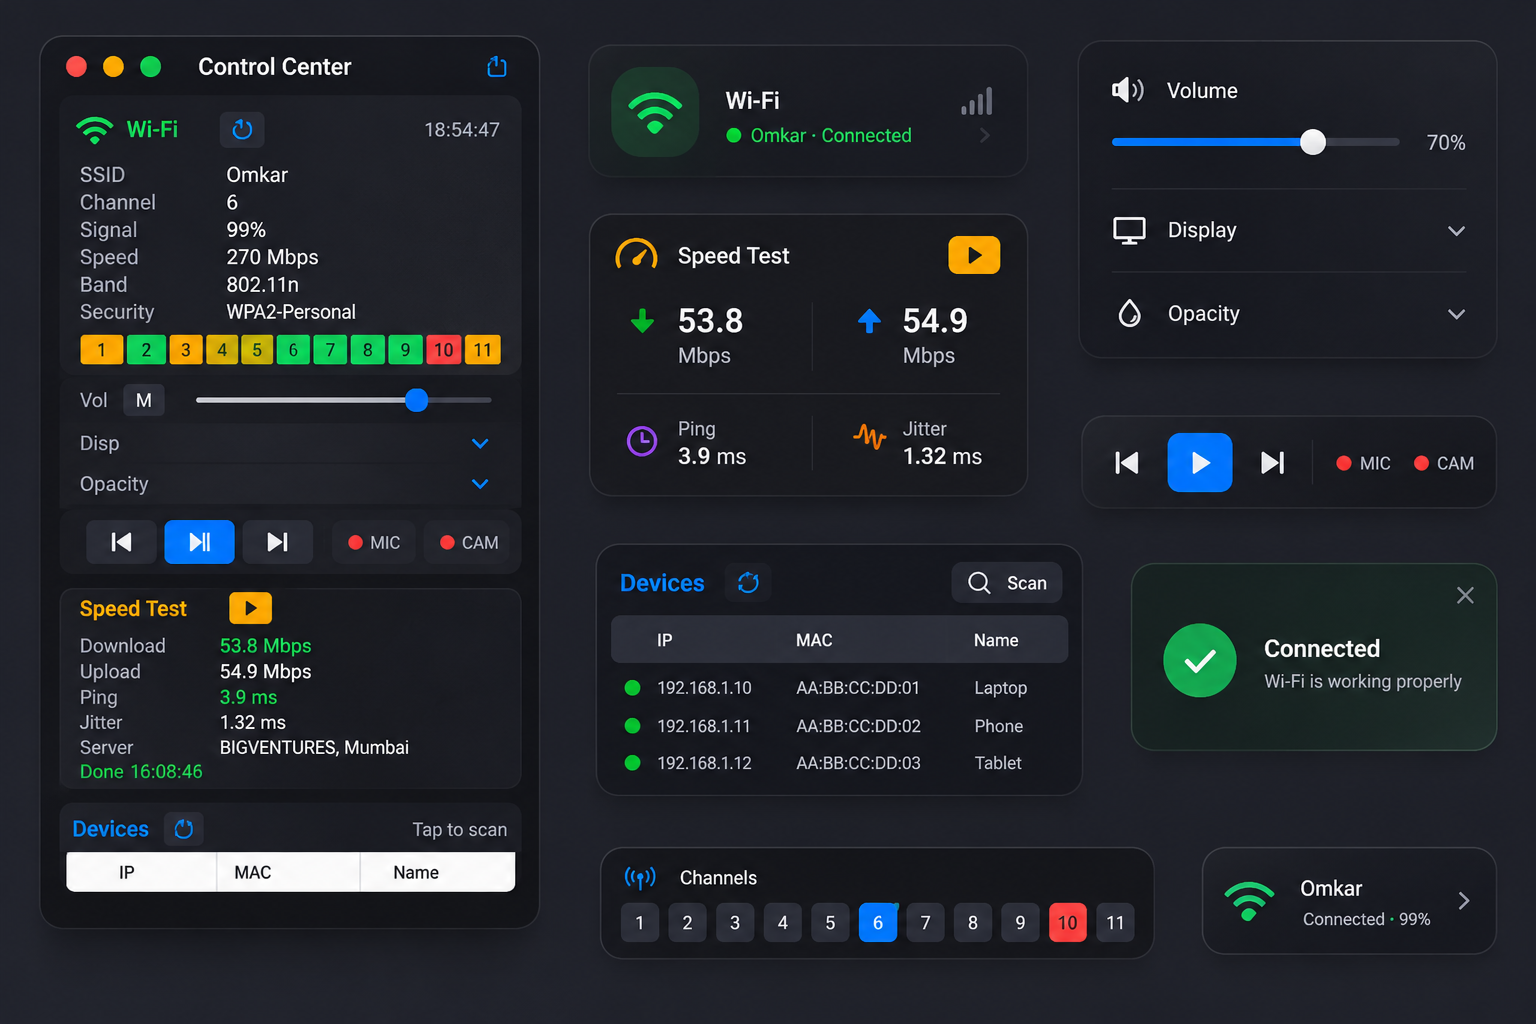 Control Center
Wi-Fi
18:54:47
SSID Omkar
Channel 6
Signal 99%
Speed 270 Mbps
Band 802.11n
Security WPA2-Personal
1 2 3 4 5 6 7 8 9 10 11
Vol M
Disp
Opacity
MIC CAM
Speed Test
Download 53.8 Mbps
Upload 54.9 Mbps
Ping 3.9 ms
Jitter 1.32 ms
Server BIGVENTURES, Mumbai
Done 16:08:46
Devices Tap to scan
IP MAC Name
Wi-Fi
Omkar · Connected
Speed Test
53.8 54.9
Mbps Mbps
Ping Jitter
3.9 ms 1.32 ms
Devices Scan
IP MAC Name
192.168.1.10 AA:BB:CC:DD:01 Laptop
192.168.1.11 AA:BB:CC:DD:02 Phone
192.168.1.12 AA:BB:CC:DD:03 Tablet
Channels
1 2 3 4 5 6 7 8 9 10 11
Volume
70%
Display
Opacity
MIC CAM
Connected
Wi-Fi is working properly
Omkar
Connected · 99%